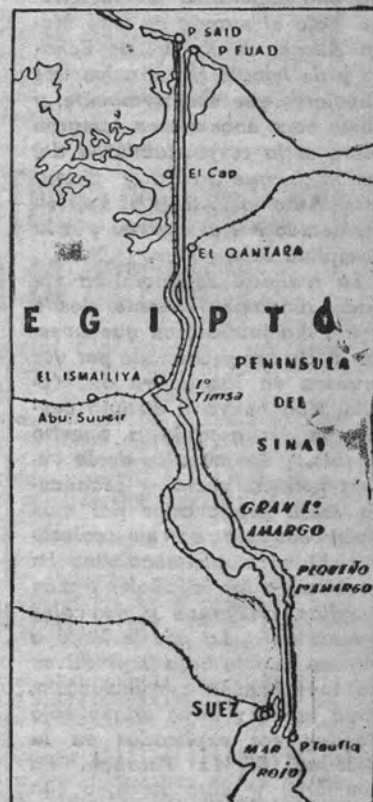 P SAID
P FUAD
El Cap
EL QANTARA
EGIPTO
EL ISMAILIYA
Abu-Suueir
Lº
Timsa
PENINSULA
DEL
SINAI
GRAN Lº
AMARGO
PEQUEÑO
Lº AMARGO
SUEZ
P Taufiq
MAR
ROJO